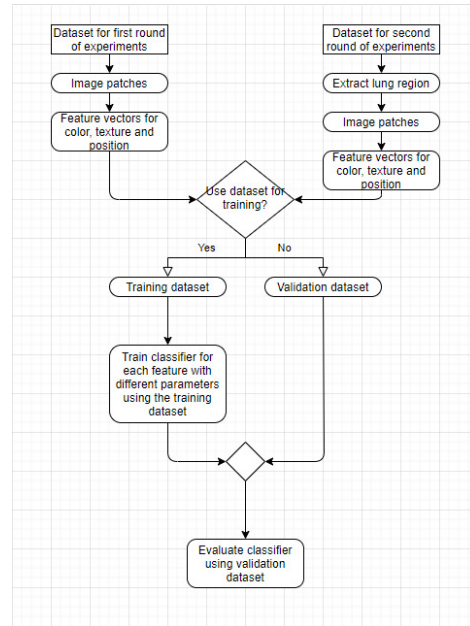 Dataset for first round
of experiments
Image patches
Feature vectors for
color, texture and
position
Dataset for second
round of experiments
Extract lung region
Image patches
Feature vectors for
color, texture and
position
Use dataset for
training?
Yes
No
Training dataset
Validation dataset
Train classifier for
each feature with
different parameters
using the training
dataset
Evaluate classifier
using validation
dataset